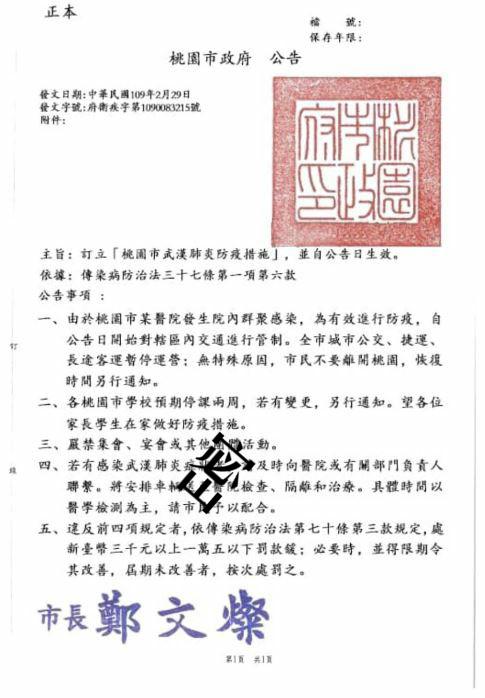 正本
檔　　號：
保存年限：
桃園市政府　公告
發文日期：中華民國109年2月29日
發文字號：府衛疾字第1090083215號
附件：
桃園市政府印
主旨：訂立「桃園市武漢肺炎防疫措施」，並自公告日生效。
依據：傳染病防治法三十七條第一項第六款
公告事項：
一、由於桃園市某醫院發生院內群聚感染，為有效進行防疫，自
公告日開始對轄區內交通進行管制。全市城市公交、捷運、
長途客運暫停運營；無特殊原因，市民不要離開桃園，恢復
時間另行通知。
二、各桃園市學校預期停課兩周，若有變更，另行通知。望各位
家長學生在家做好防疫措施。
三、嚴禁集會、宴會或其他團體活動。
四、若有感染武漢肺炎症狀 及時向醫院或有關部門負責人
聯繫。將安排車輛 醫院檢查、隔離和治療。具體時間以
醫學檢測為主，請市民予以配合。
密
五、違反前四項規定者，依傳染病防治法第七十條第三款規定，處
新臺幣三千元以上一萬五以下罰款鍰；必要時，並得限期令
其改善，屆期未改善者，按次處罰之。
訂
線
市長 鄭文燦
第1頁　共1頁